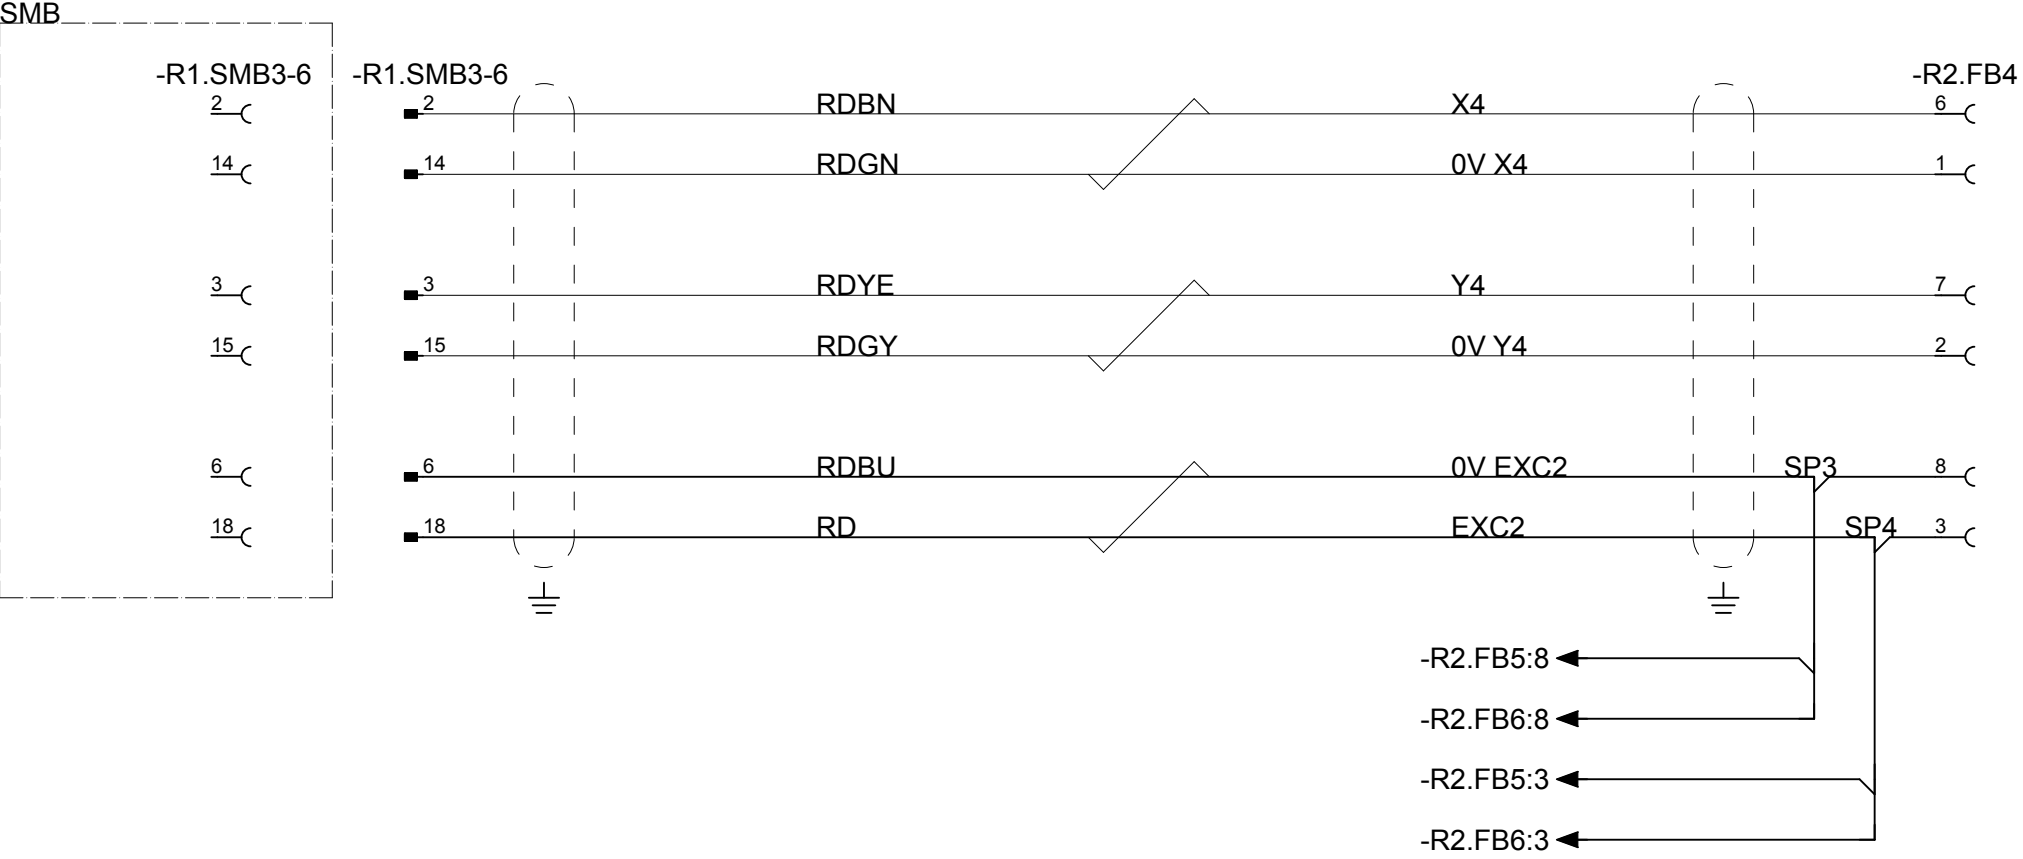 SMB
-R1.SMB3-6 -R1.SMB3-6 -R2.FB4
2 2 RDBN X4 6
14 14 RDGN 0V X4 1
3 3 RDYE Y4 7
15 15 RDGY 0V Y4 2
6 6 RDBU 0V EXC2 SP3 8
18 18 RD EXC2 SP4 3
-R2.FB5:8
-R2.FB6:8
-R2.FB5:3
-R2.FB6:3